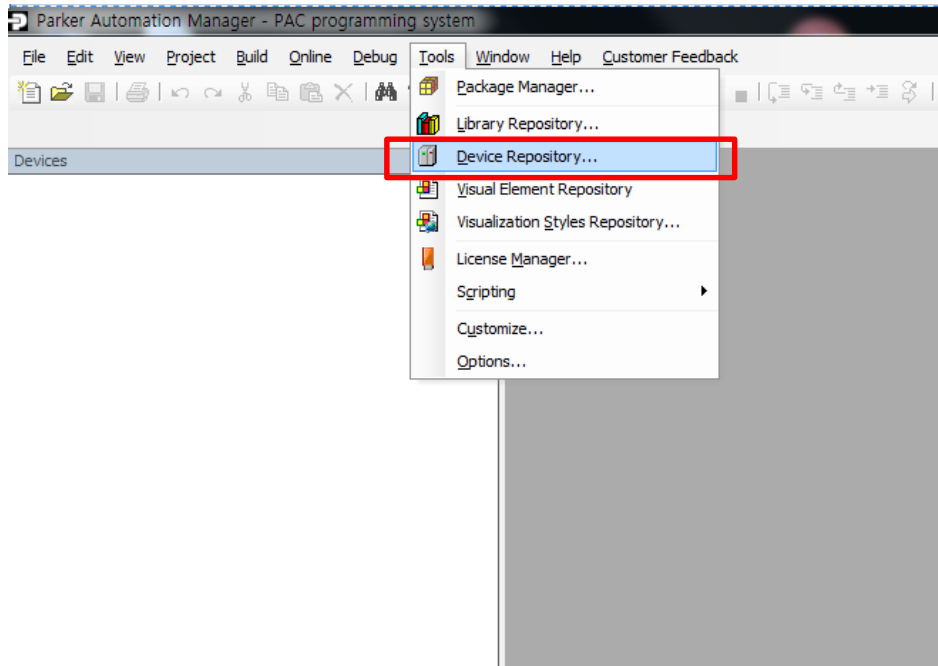 Parker Automation Manager - PAC programming system
File Edit View Project Build Online Debug Tools Window Help Customer Feedback
Package Manager...
Library Repository...
Devices
Device Repository...
Visual Element Repository
Visualization Styles Repository...
License Manager...
Scripting
Customize...
Options...